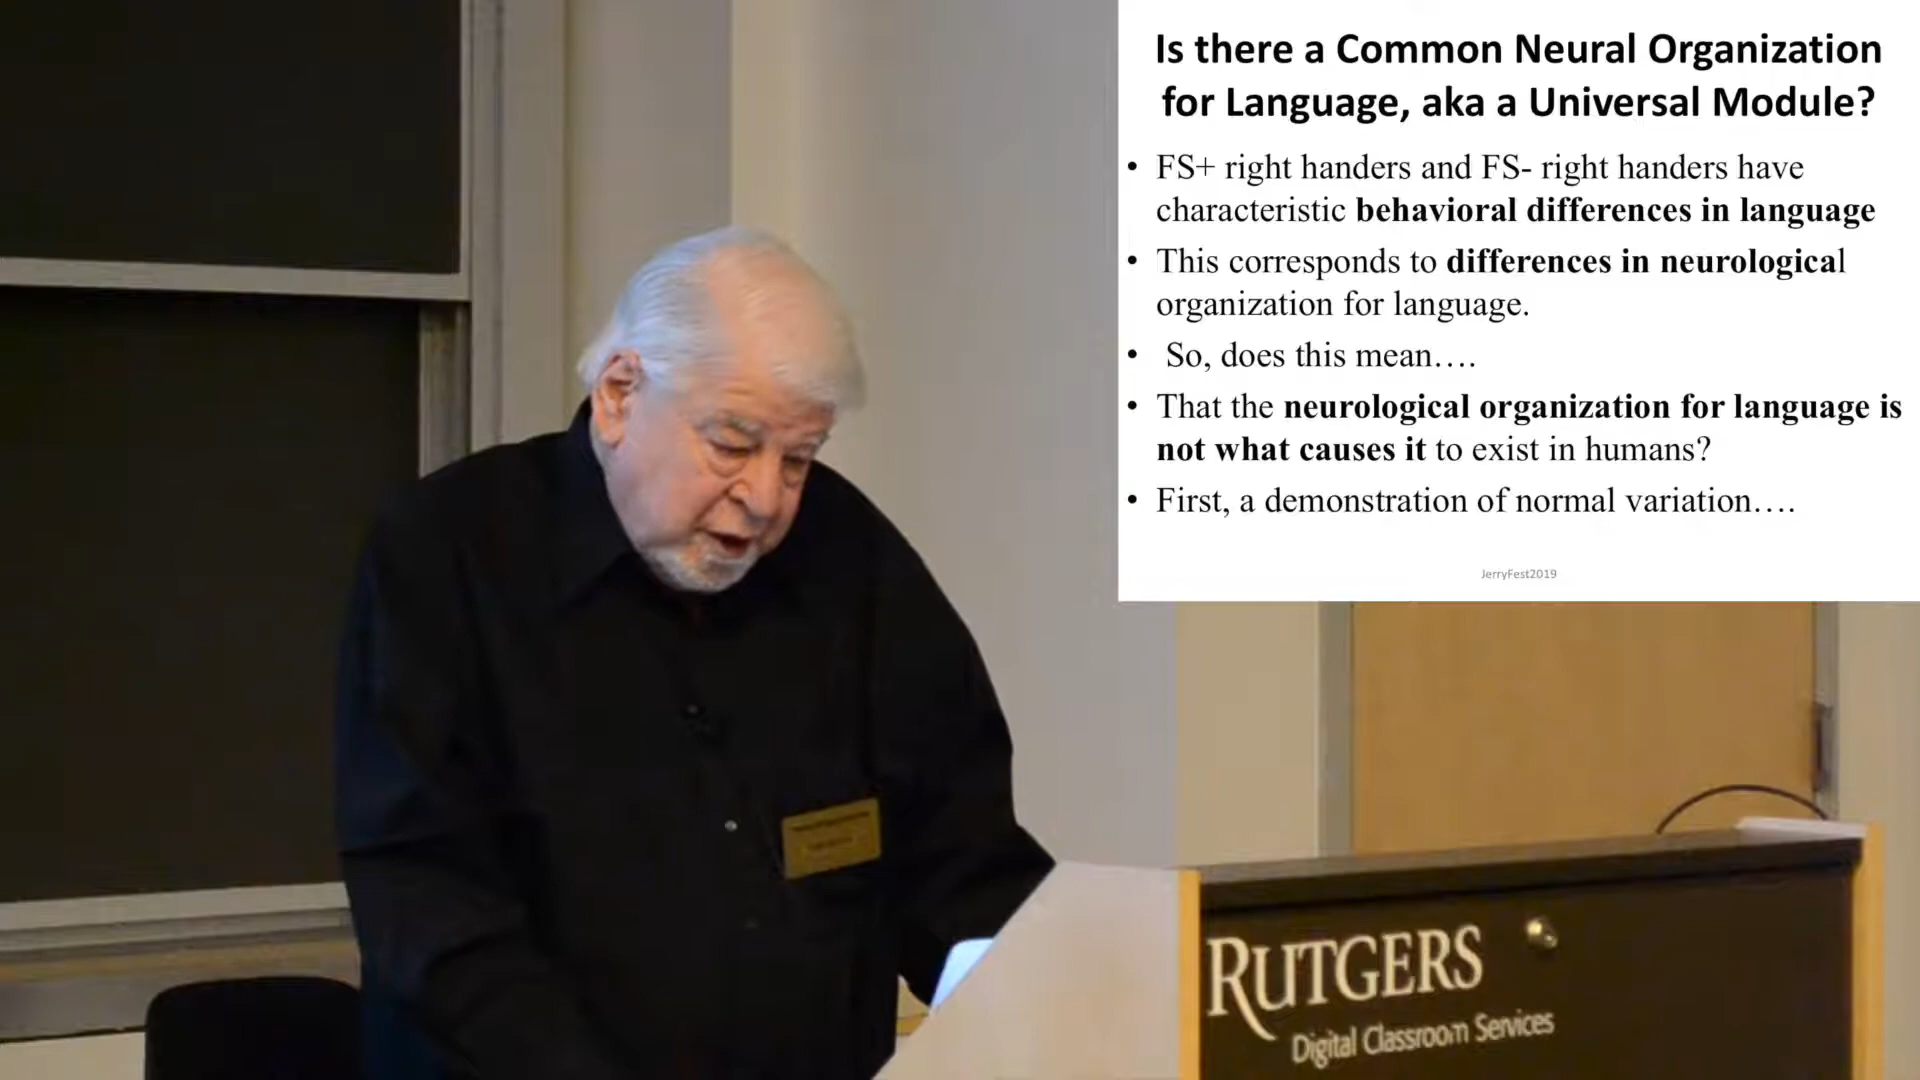 Is there a Common Neural Organization
for Language, aka a Universal Module?
• FS+ right handers and FS- right handers have
characteristic behavioral differences in language
• This corresponds to differences in neurological
organization for language.
• So, does this mean….
• That the neurological organization for language is
not what causes it to exist in humans?
• First, a demonstration of normal variation….
JerryFest2019
RUTGERS
Digital Classroom Services